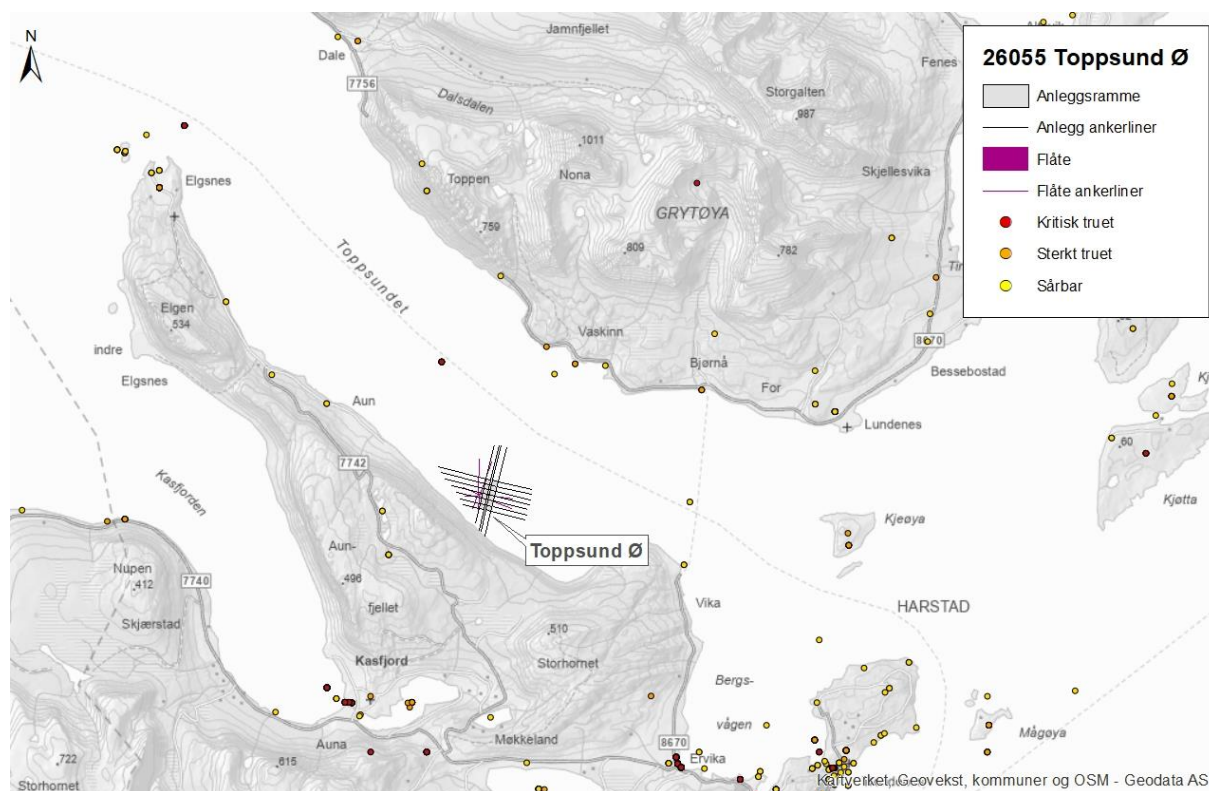 N
26055 Toppsund Ø
Anleggsramme
Anlegg ankerliner
Flåte
Flåte ankerliner
Kritisk truet
Sterkt truet
Sårbar
Jamnfjellet
Dale
7756
Dalsdalen
Fenes
Storgalten
987
1011
Skjellesvika
Elgsnes
Toppen
Nona
GRYTØYA
759
809
782
Toppsundet
Elgen
534
Vaskinn
Bjørnå
8670
indre
Elgsnes
Aun
For
Bessebostad
Lundenes
60
7742
Kjøtta
Kasfjorden
Kjeøya
Toppsund Ø
Aun-
Nupen
412
7740
496
fjellet
Vika
HARSTAD
Skjærstad
510
Kasfjord
Storhornet
Bergs-
vågen
Mågøya
Auna
Møkkeland
8670
Ervika
722
615
Storhornet
Kartverket, Geovekst, kommuner og OSM - Geodata AS